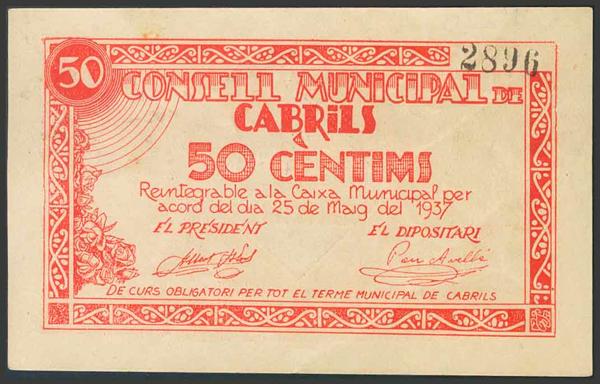 50
2896
CONSELL MUNICIPAL DE
CABRILS
50 CÈNTIMS
Reintegrable a la Caixa Municipal per
acord del dia 25 de Maig del 1937
EL PRESIDENT EL DIPOSITARI
DE CURS OBLIGATORI PER TOT EL TERME MUNICIPAL DE CABRILS